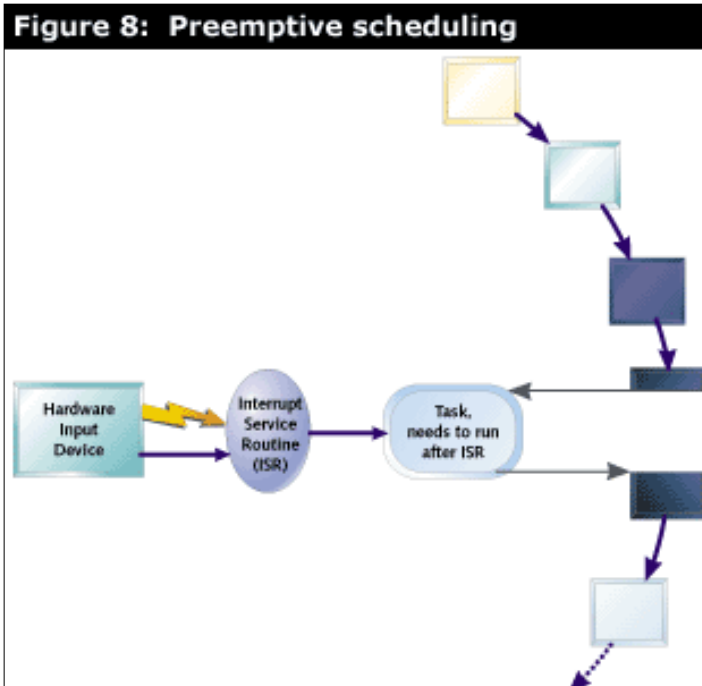 Figure 8: Preemptive scheduling
Hardware
Input
Device
Interrupt
Service
Routine
(ISR)
Task,
needs to run
after ISR